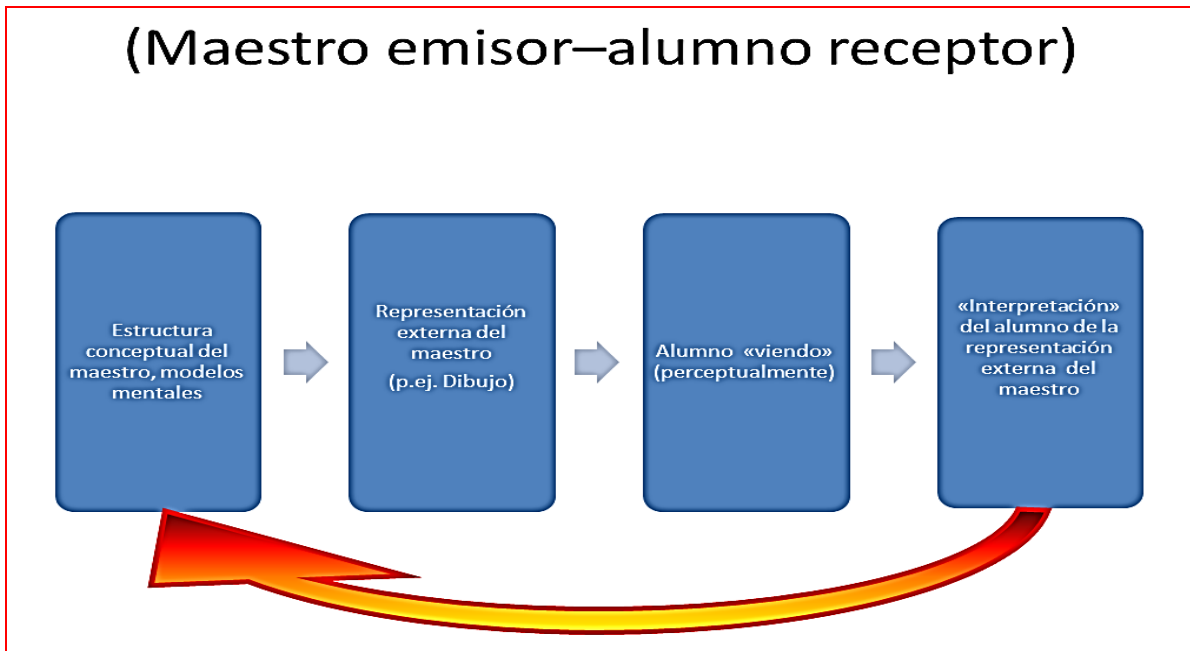 (Maestro emisor–alumno receptor)
Estructura
conceptual del
maestro, modelos
mentales
Representación
externa del
maestro
(p.ej. Dibujo)
Alumno «viendo»
(perceptualmente)
«Interpretación»
del alumno de la
representación
externa del
maestro